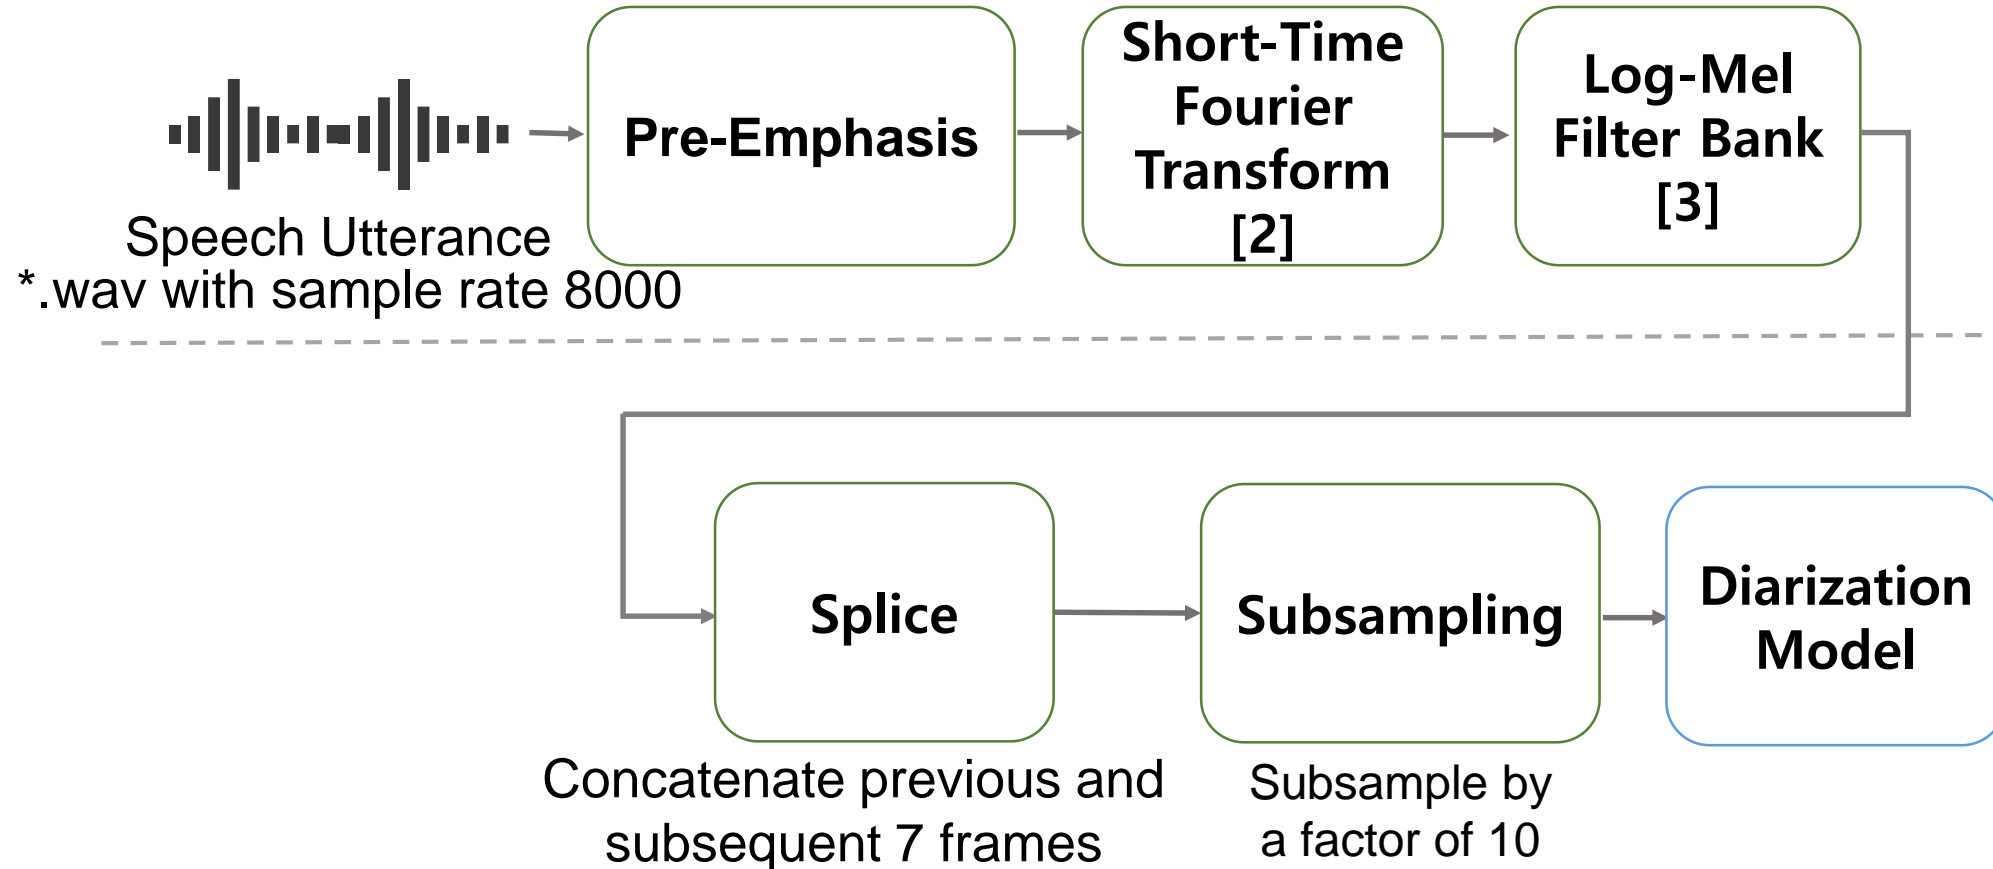 Speech Utterance
*.wav with sample rate 8000
Pre-Emphasis
Short-Time
Fourier
Transform
[2]
Log-Mel
Filter Bank
[3]
Splice
Concatenate previous and
subsequent 7 frames
Subsampling
Subsample by
a factor of 10
Diarization
Model